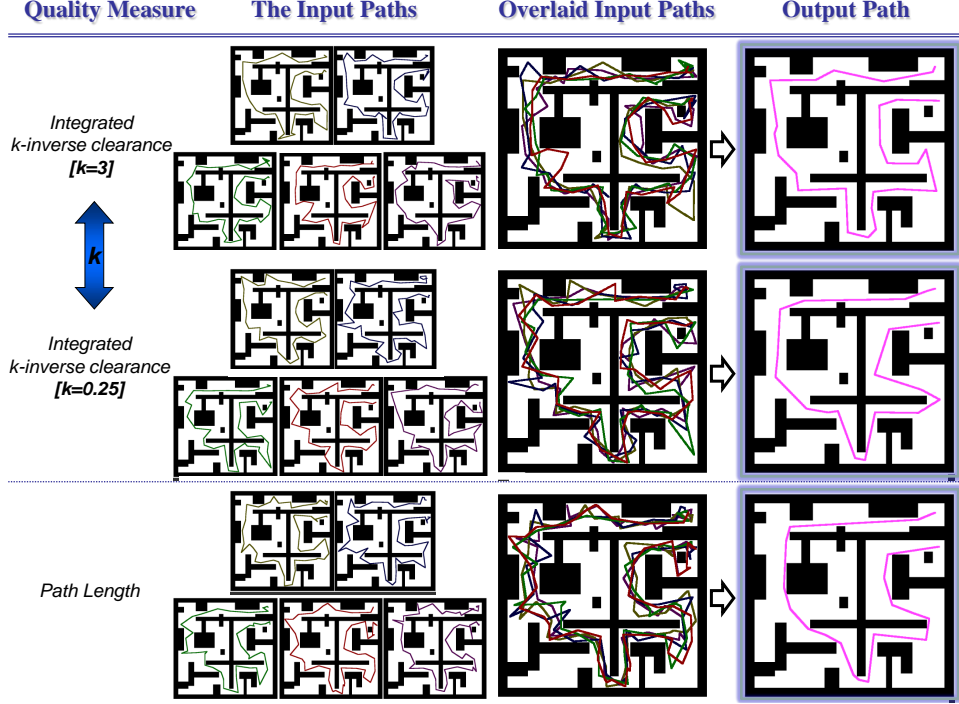 Quality Measure The Input Paths Overlaid Input Paths Output Path
Integrated
k-inverse clearance
[k=3]
k
Integrated
k-inverse clearance
[k=0.25]
Path Length